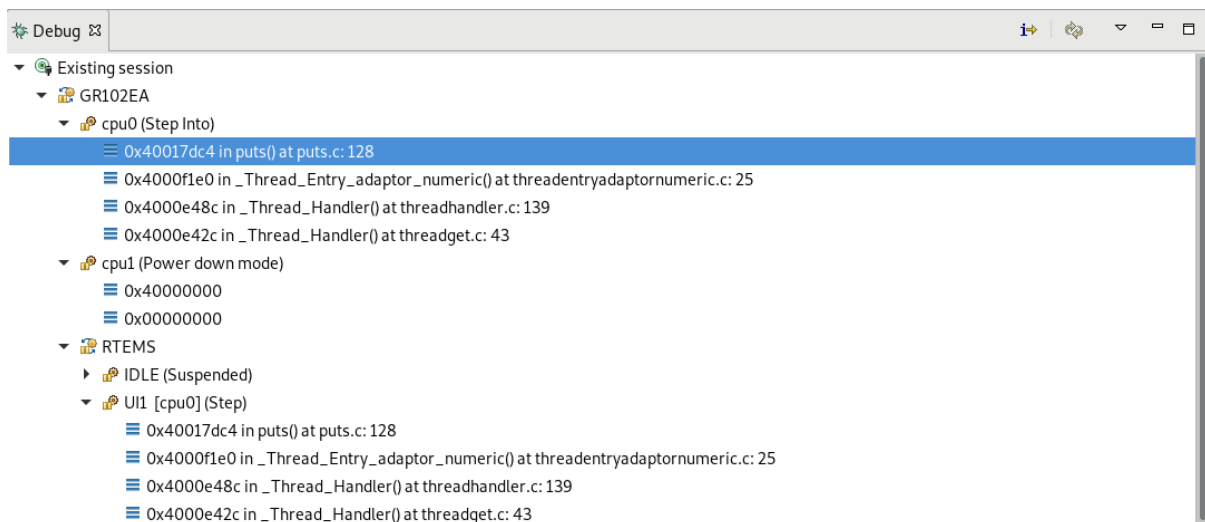 Debug
Existing session
GR102EA
cpu0 (Step Into)
0x40017dc4 in puts() at puts.c: 128
0x4000f1e0 in _Thread_Entry_adaptor_numeric() at threadentryadaptornumeric.c: 25
0x4000e48c in _Thread_Handler() at threadhandler.c: 139
0x4000e42c in _Thread_Handler() at threadget.c: 43
cpu1 (Power down mode)
0x40000000
0x00000000
RTEMS
IDLE (Suspended)
UI1 [cpu0] (Step)
0x40017dc4 in puts() at puts.c: 128
0x4000f1e0 in _Thread_Entry_adaptor_numeric() at threadentryadaptornumeric.c: 25
0x4000e48c in _Thread_Handler() at threadhandler.c: 139
0x4000e42c in _Thread_Handler() at threadget.c: 43